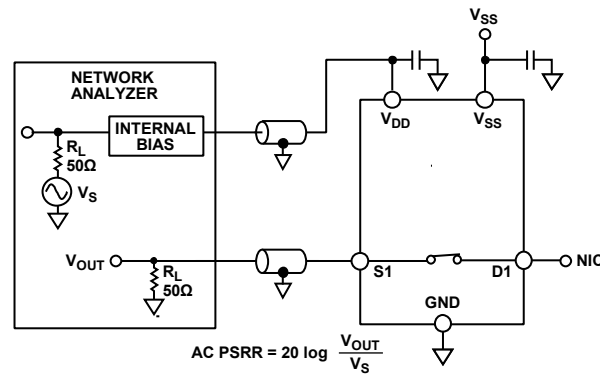 V_SS
NETWORK
ANALYZER
INTERNAL
BIAS
V_DD
V_SS
R_L
50Ω
V_S
V_OUT
R_L
50Ω
S1
D1
NIC
GND
AC PSRR = 20 log V_OUT
V_S